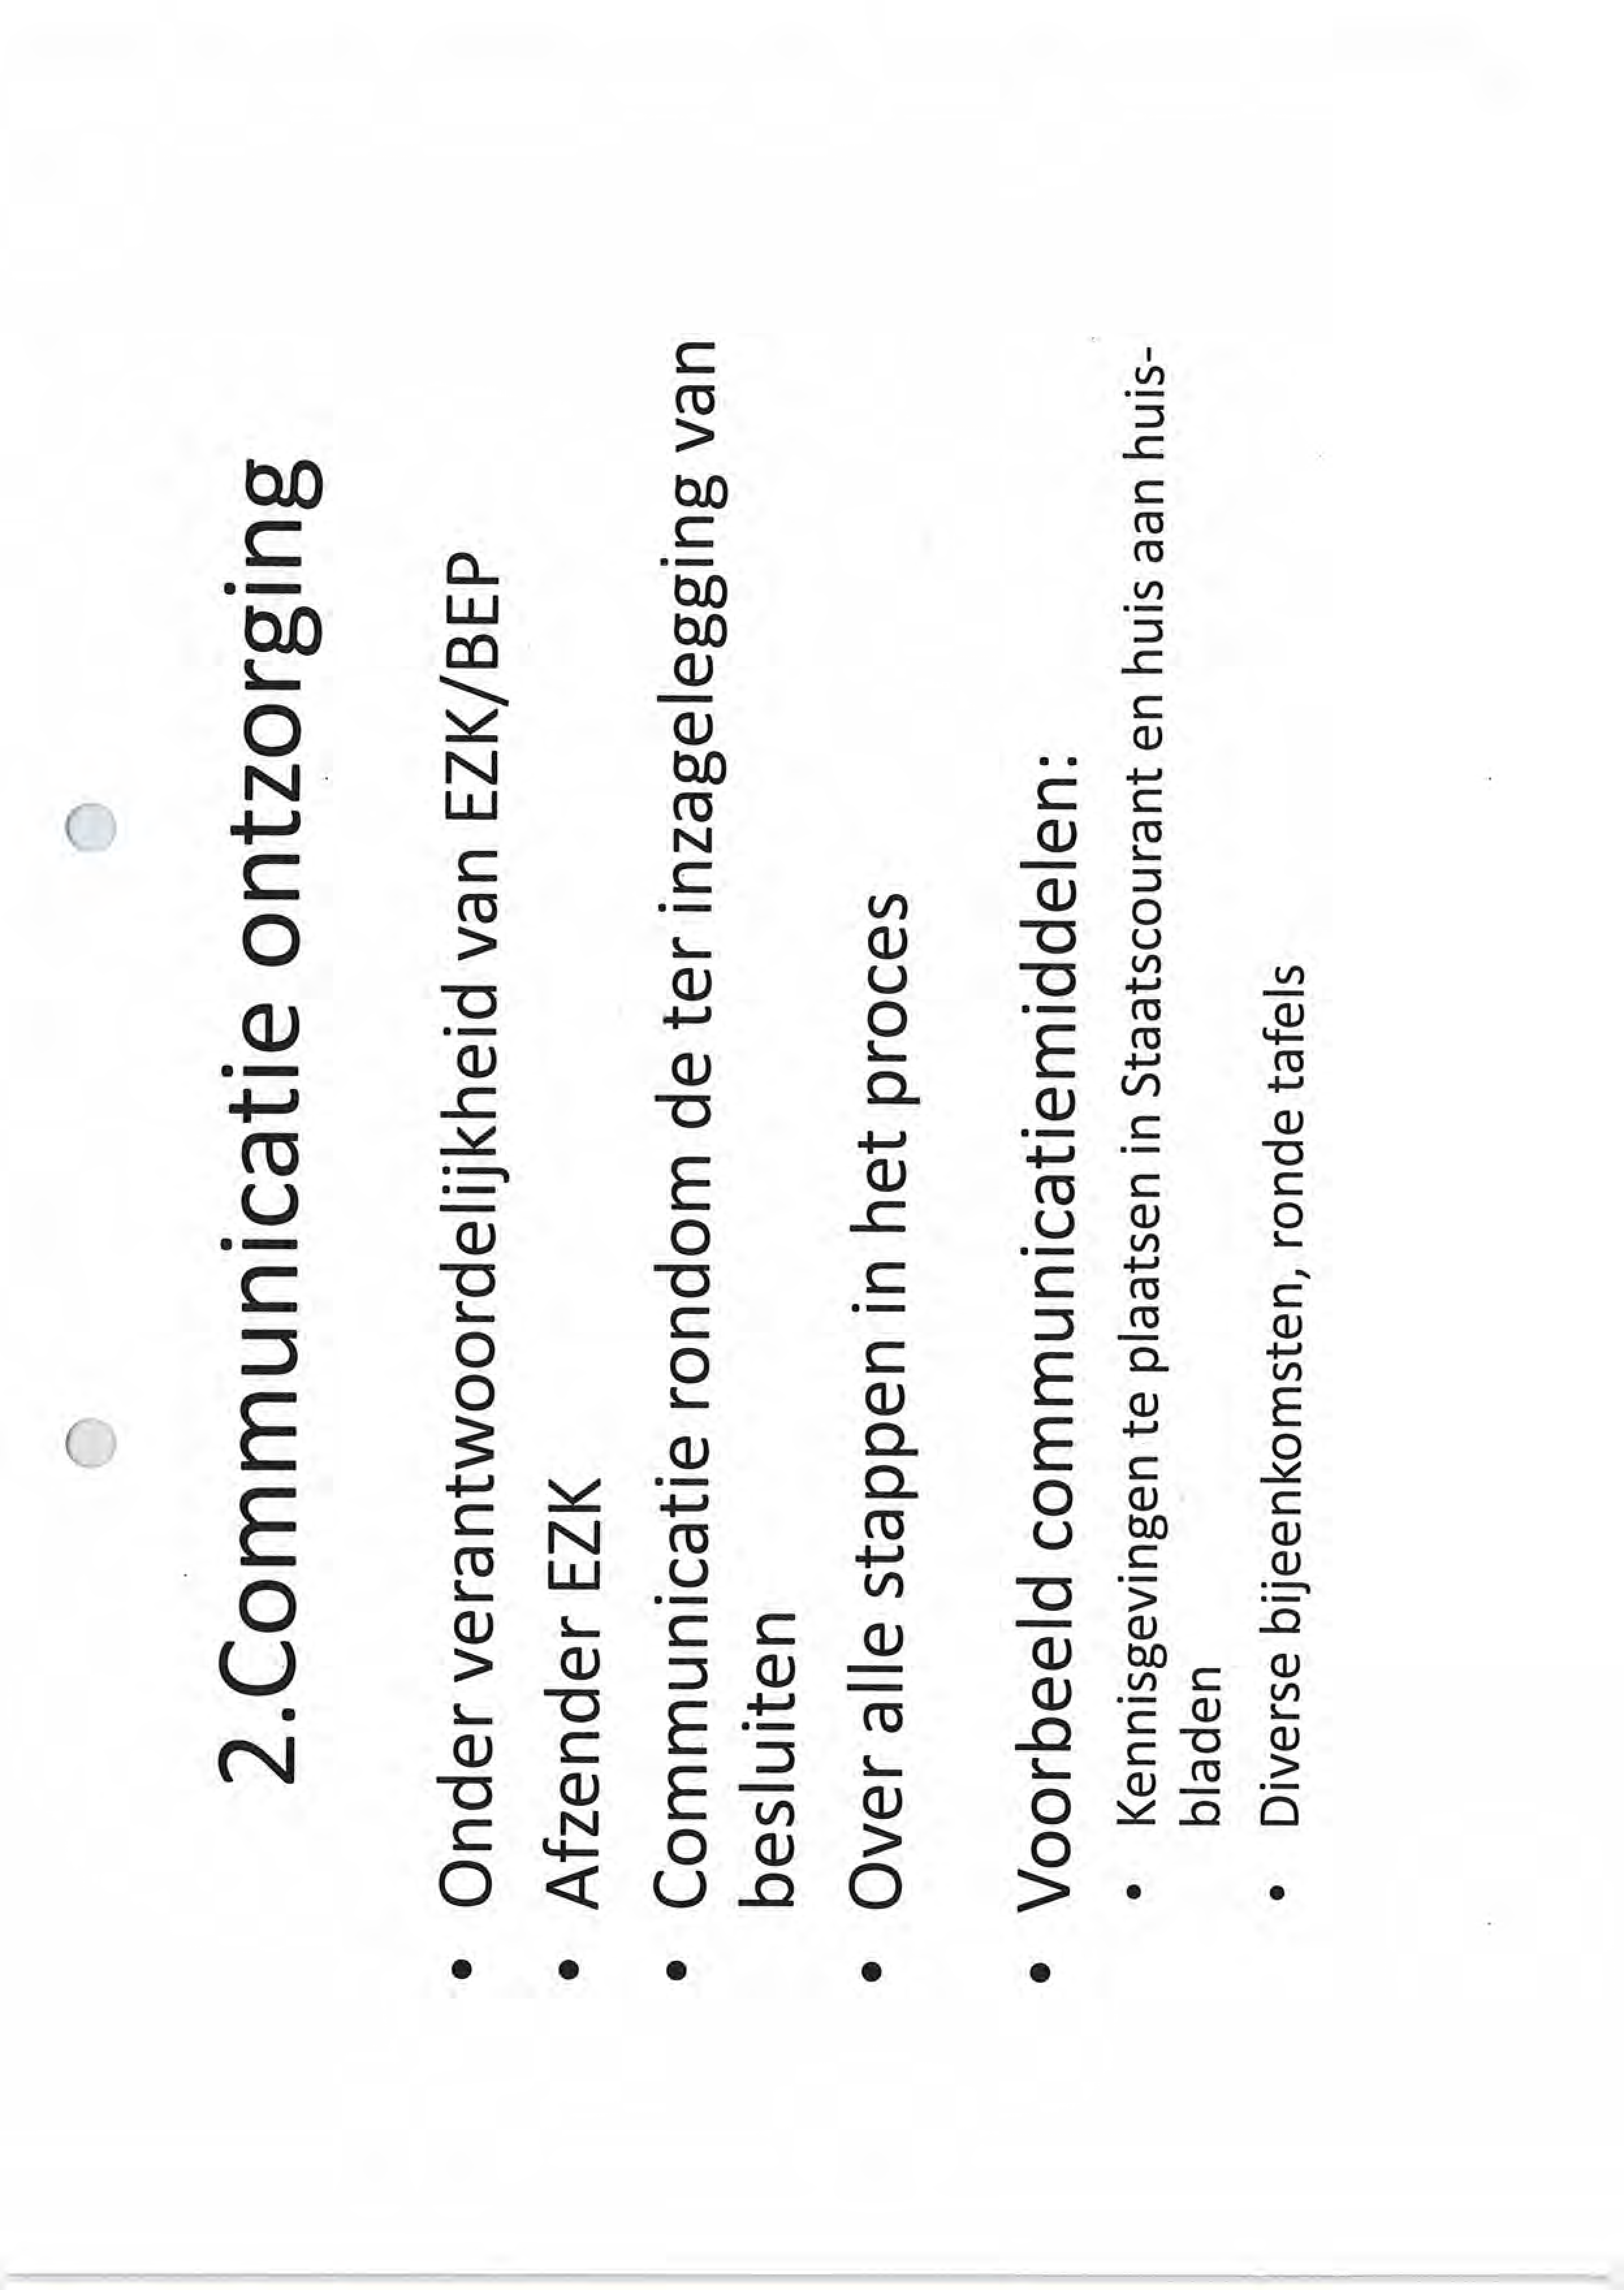 2.Communicatie ontzorging
• Onder verantwoordelijkheid van EZK/BEP
• Afzender EZK
• Communicatie rondom de ter inzagelegging van
besluiten
• Over alle stappen in het proces
• Voorbeeld communicatiemiddelen:
• Kennisgevingen te plaatsen in Staatscourant en huis aan huis-
bladen
• Diverse bijeenkomsten, ronde tafels